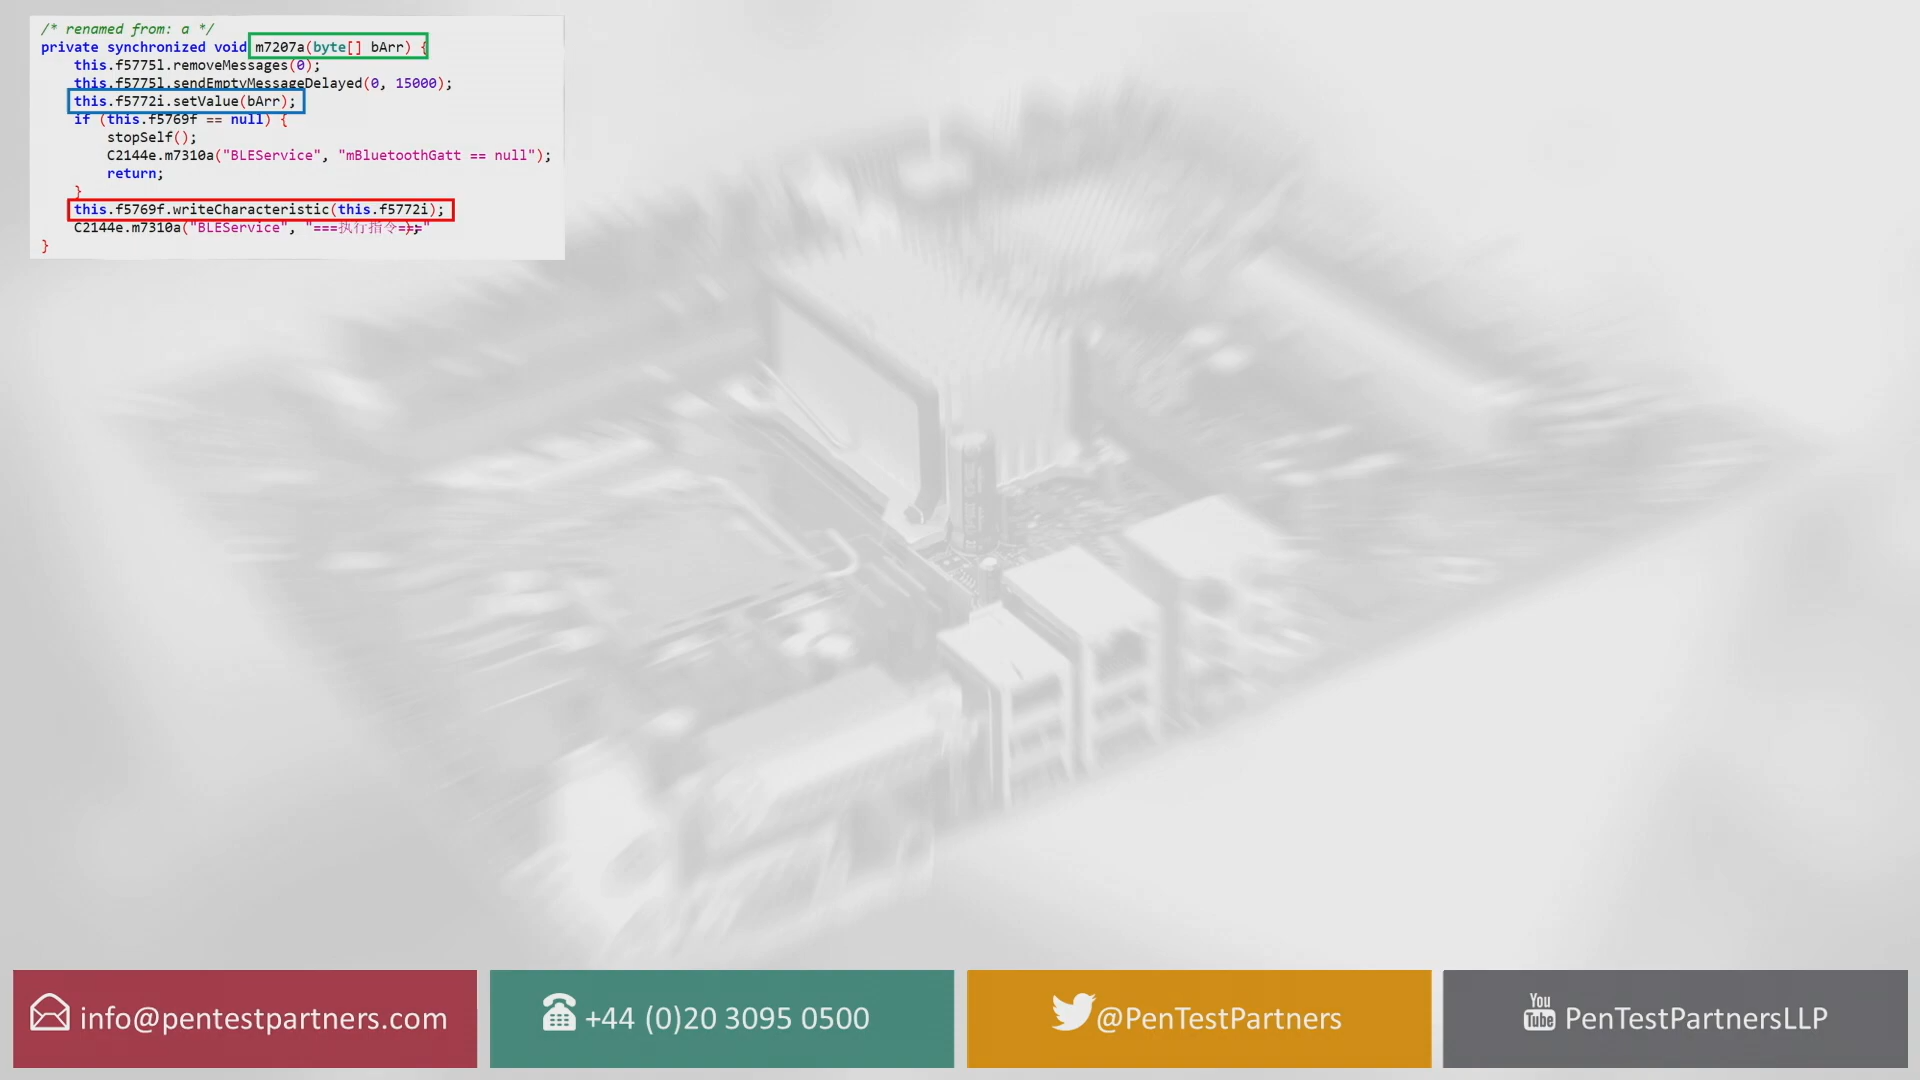 /* renamed from: a */
private synchronized void m7207a(byte[] bArr) {
this.f5775l.removeMessages(0);
this.f5775l.sendEmptyMessageDelayed(0, 15000);
this.f5772i.setValue(bArr);
if (this.f5769f == null) {
stopSelf();
C2144e.m7310a("BLEService", "mBluetoothGatt == null");
return;
}
this.f5769f.writeCharacteristic(this.f5772i);
C2144e.m7310a("BLEService", "===执行指令===");
}
info@pentestpartners.com
+44 (0)20 3095 0500
@PenTestPartners
You Tube PenTestPartnersLLP